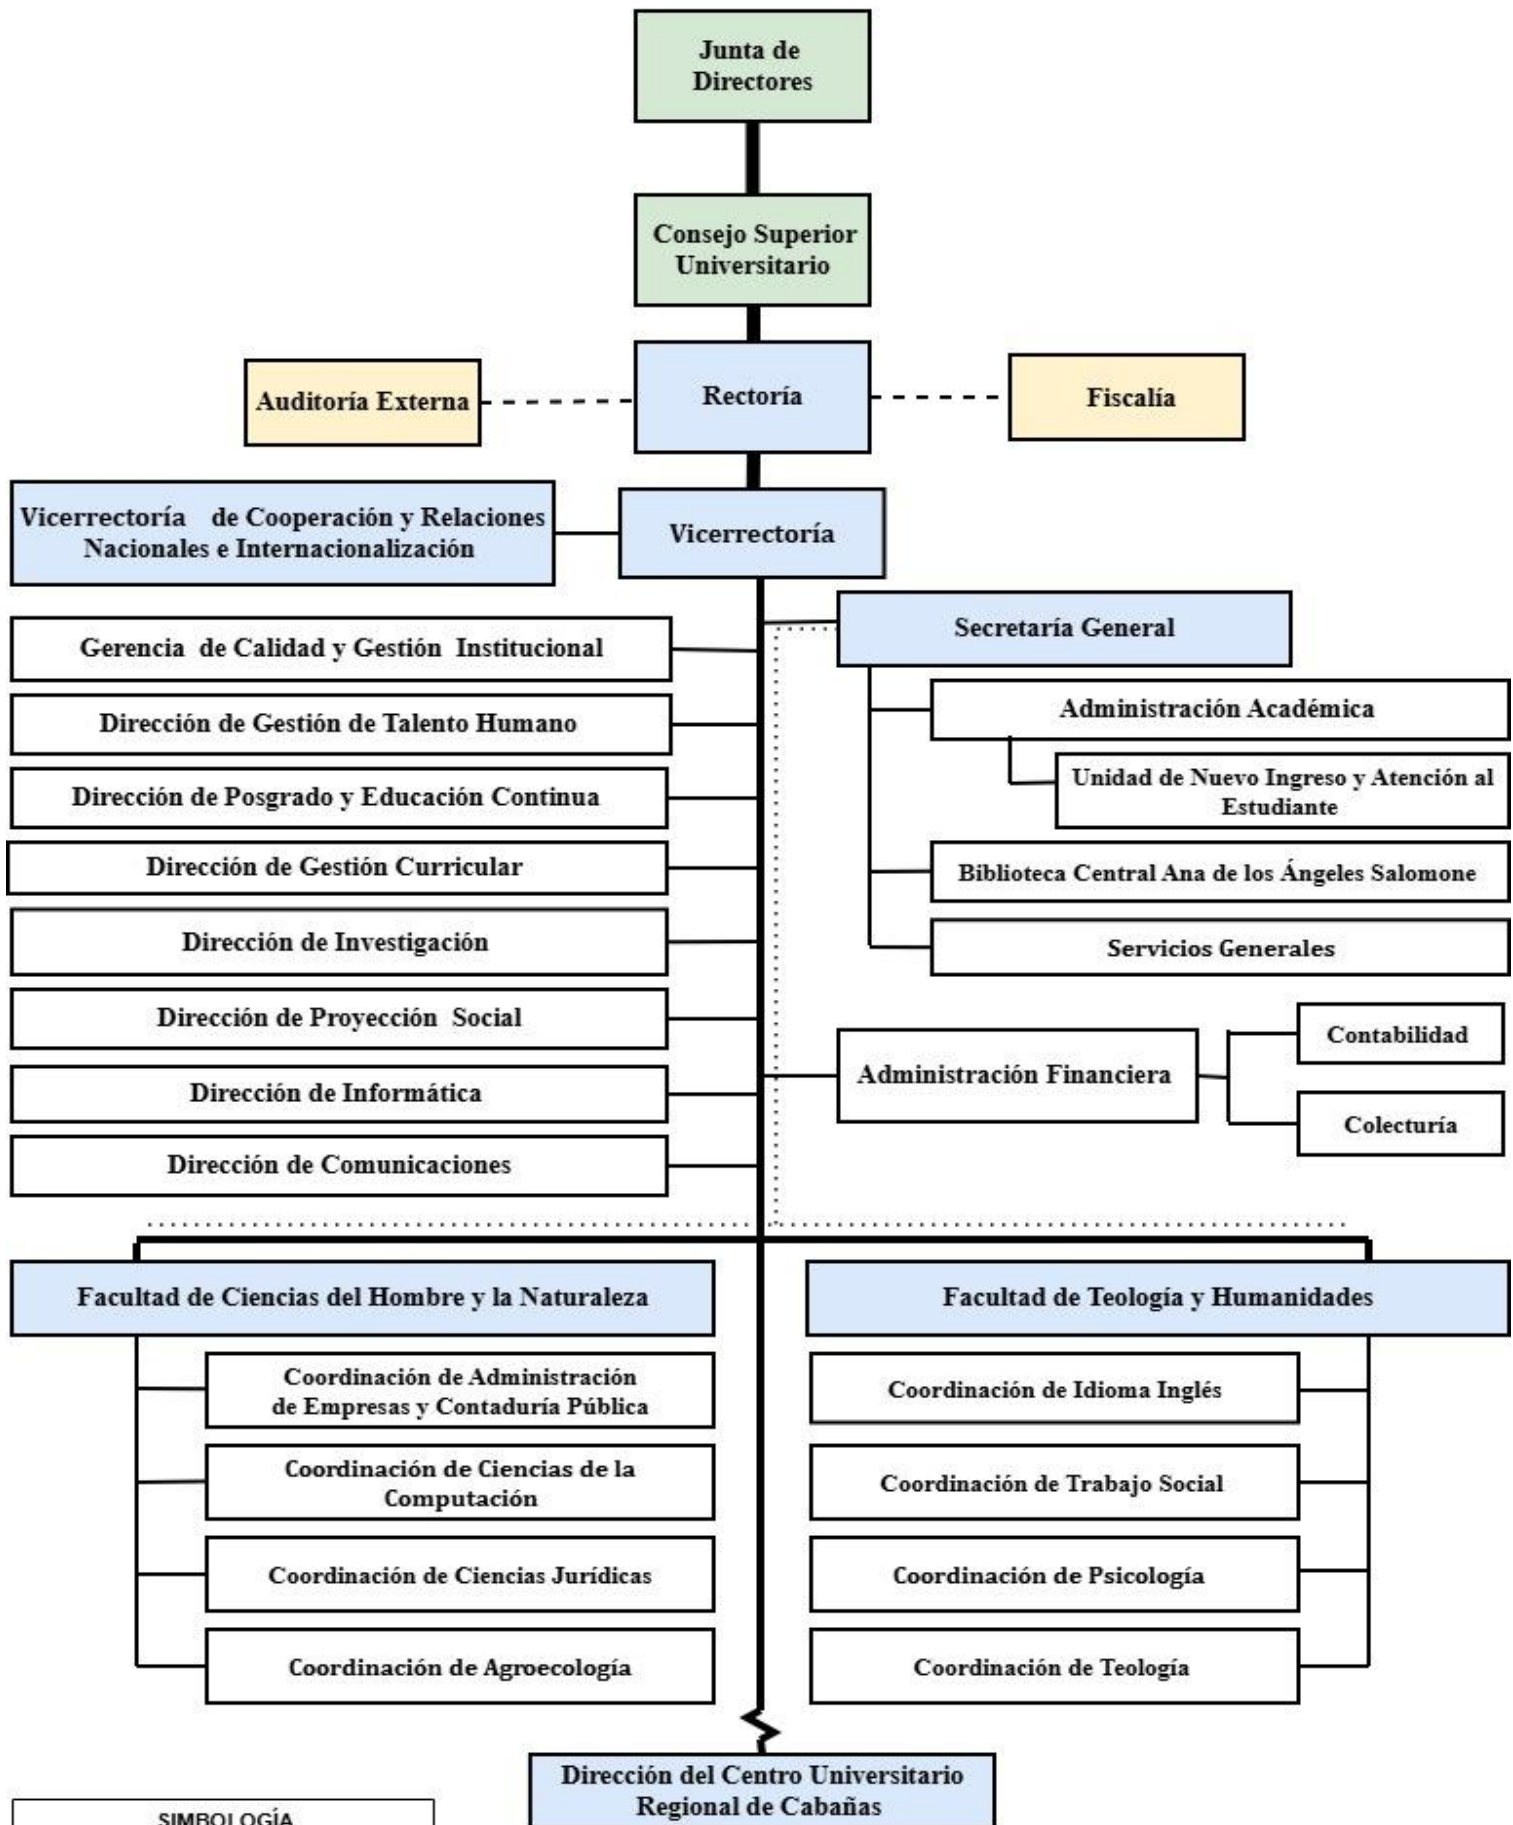 Junta de
Directores
Consejo Superior
Universitario
Auditoría Externa
Rectoría
Fiscalía
Vicerrectoría de Cooperación y Relaciones
Nacionales e Internacionalización
Vicerrectoría
Secretaría General
Gerencia de Calidad y Gestión Institucional
Dirección de Gestión de Talento Humano
Dirección de Posgrado y Educación Continua
Dirección de Gestión Curricular
Dirección de Investigación
Dirección de Proyección Social
Dirección de Informática
Dirección de Comunicaciones
Administración Académica
Unidad de Nuevo Ingreso y Atención al
Estudiante
Biblioteca Central Ana de los Ángeles Salomone
Servicios Generales
Administración Financiera
Contabilidad
Colecturía
Facultad de Ciencias del Hombre y la Naturaleza
Coordinación de Administración
de Empresas y Contaduría Pública
Coordinación de Ciencias de la
Computación
Coordinación de Ciencias Jurídicas
Coordinación de Agroecología
Facultad de Teología y Humanidades
Coordinación de Idioma Inglés
Coordinación de Trabajo Social
Coordinación de Psicología
Coordinación de Teología
Dirección del Centro Universitario
Regional de Cabañas
SIMBOLOGÍA